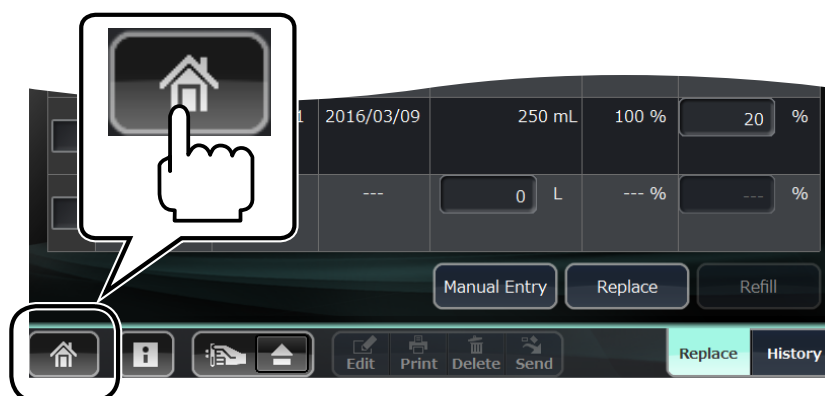 1 2016/03/09 250 mL 100 % 20 %
--- 0 L --- % --- %
Manual Entry Replace Refill
Edit Print Delete Send Replace History